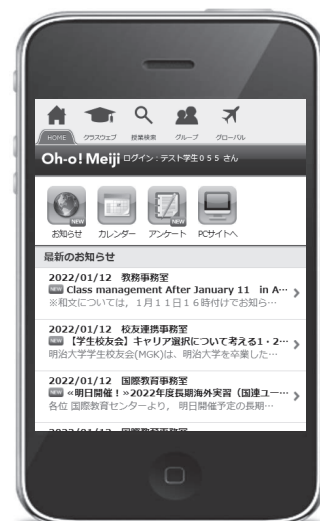 HOME クラスウェブ 授業検索 グループ グローバル
Oh-o! Meiji ログイン：テスト学生055 さん
NEW NEW
お知らせ カレンダー アンケート PCサイトへ
最新のお知らせ
2022/01/12 教務事務室
NEW Class management After January 11 in A…
※和文については，1月11日16時付けでお知ら…
2022/01/12 校友連携事務室
NEW 【学生校友会】キャリア選択について考える1・2…
明治大学学生校友会(MGK)は、明治大学を卒業した…
2022/01/12 国際教育事務室
NEW «明日開催！»2022年度長期海外実習（国連ユー…
各位 国際教育センターより， 明日開催予定の長期…
2022/01/12 国際教育事務室